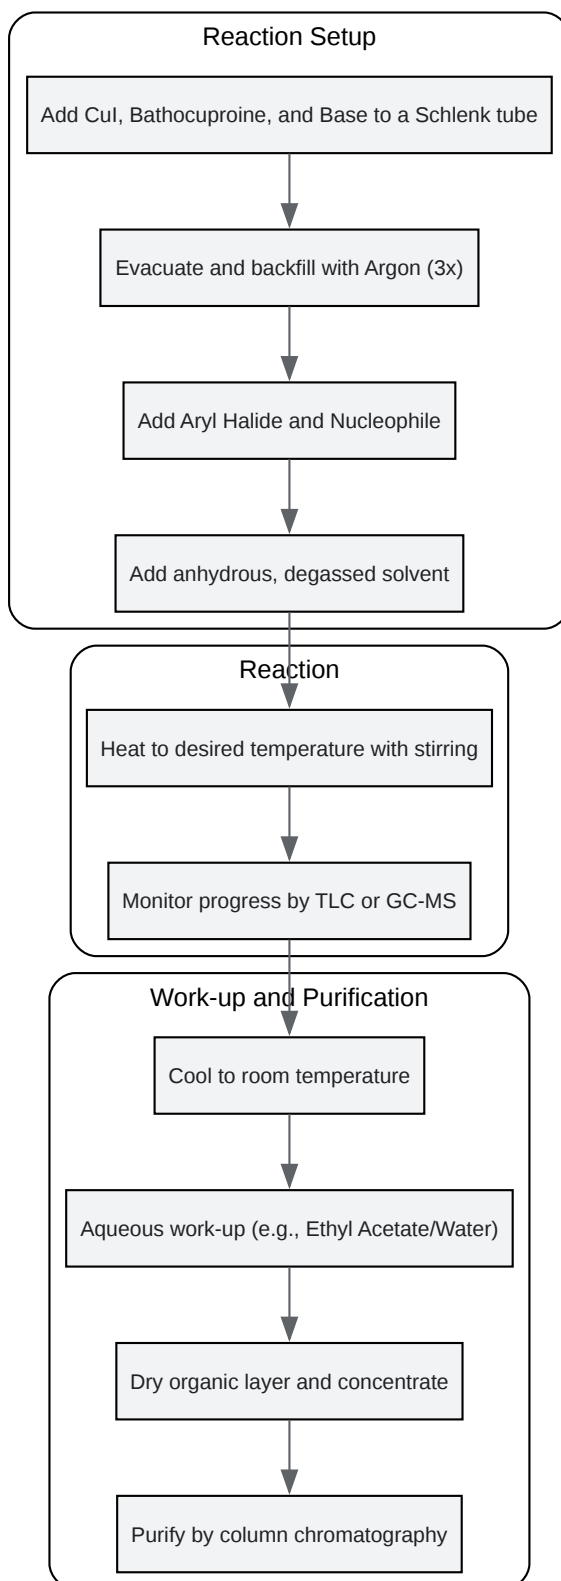 Reaction Setup
Add CuI, Bathocuproine, and Base to a Schlenk tube
Evacuate and backfill with Argon (3x)
Add Aryl Halide and Nucleophile
Add anhydrous, degassed solvent
Reaction
Heat to desired temperature with stirring
Monitor progress by TLC or GC-MS
Work-up and Purification
Cool to room temperature
Aqueous work-up (e.g., Ethyl Acetate/Water)
Dry organic layer and concentrate
Purify by column chromatography